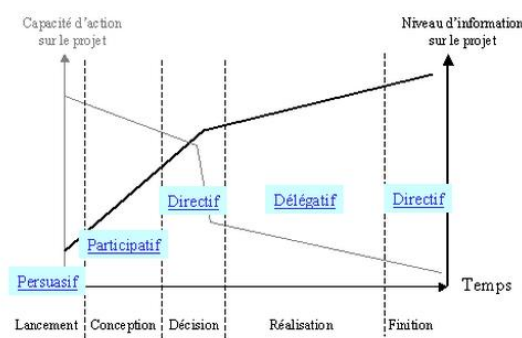 Capacité d'action
sur le projet
Niveau d'information
sur le projet
Directif
Délégatif
Directif
Participatif
Persuasif
Temps
Lancement
Conception
Décision
Réalisation
Finition